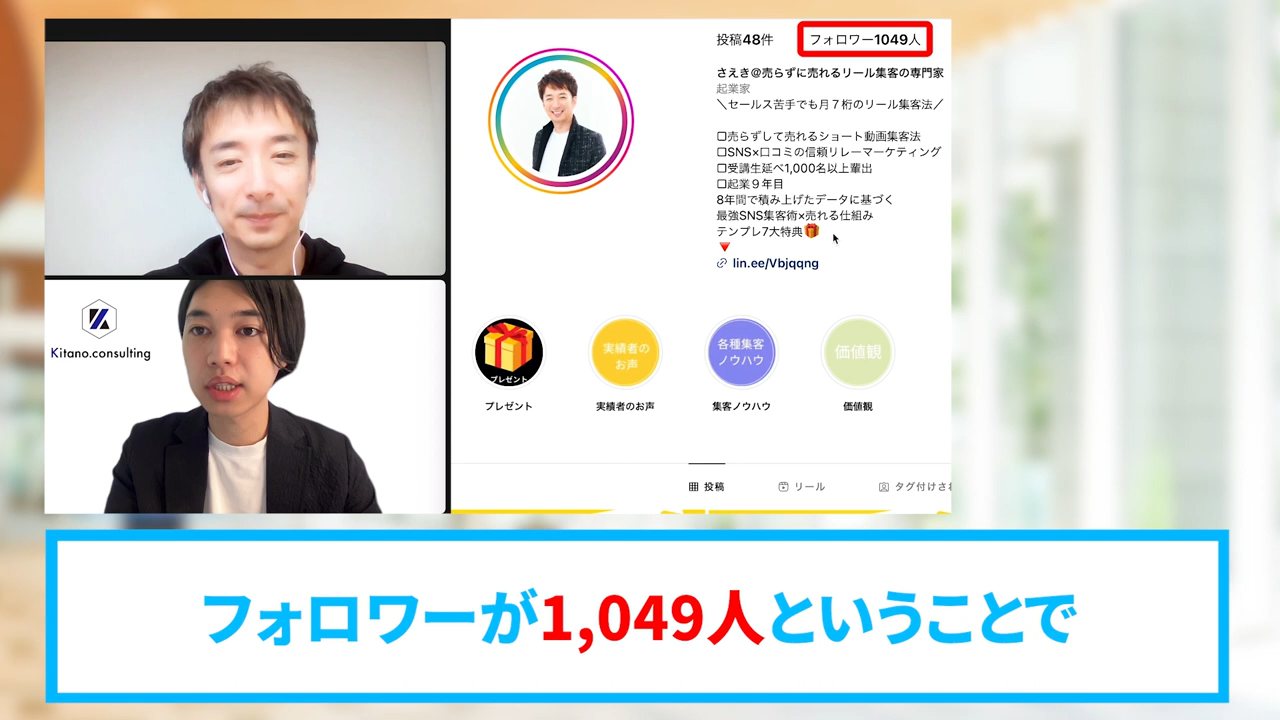 Kitano.consulting
投稿48件
フォロワー1049人
さえき@売らずに売れるリール集客の専門家
起業家
＼セールス苦手でも月７桁のリール集客法／
▢売らずして売れるショート動画集客法
▢SNS×口コミの信頼リレーマーケティング
▢受講生延べ1,000名以上輩出
▢起業９年目
8年間で積み上げたデータに基づく
最強SNS集客術×売れる仕組み
テンプレ7大特典🎁
🔻
lin.ee/Vbjqqng
プレゼント
実績者の
お声
各種集客
ノウハウ
価値観
プレゼント
実績者のお声
集客ノウハウ
価値観
投稿
リール
タグ付けされ
フォロワーが1,049人ということで